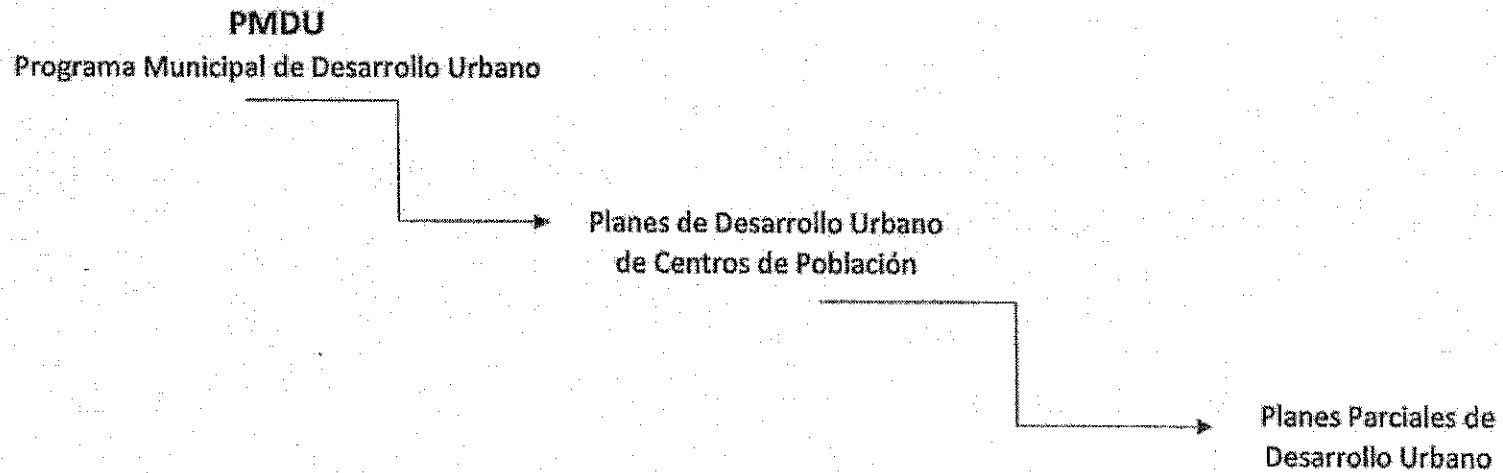 PMDU
Programa Municipal de Desarrollo Urbano
Planes de Desarrollo Urbano
de Centros de Población
Planes Parciales de
Desarrollo Urbano